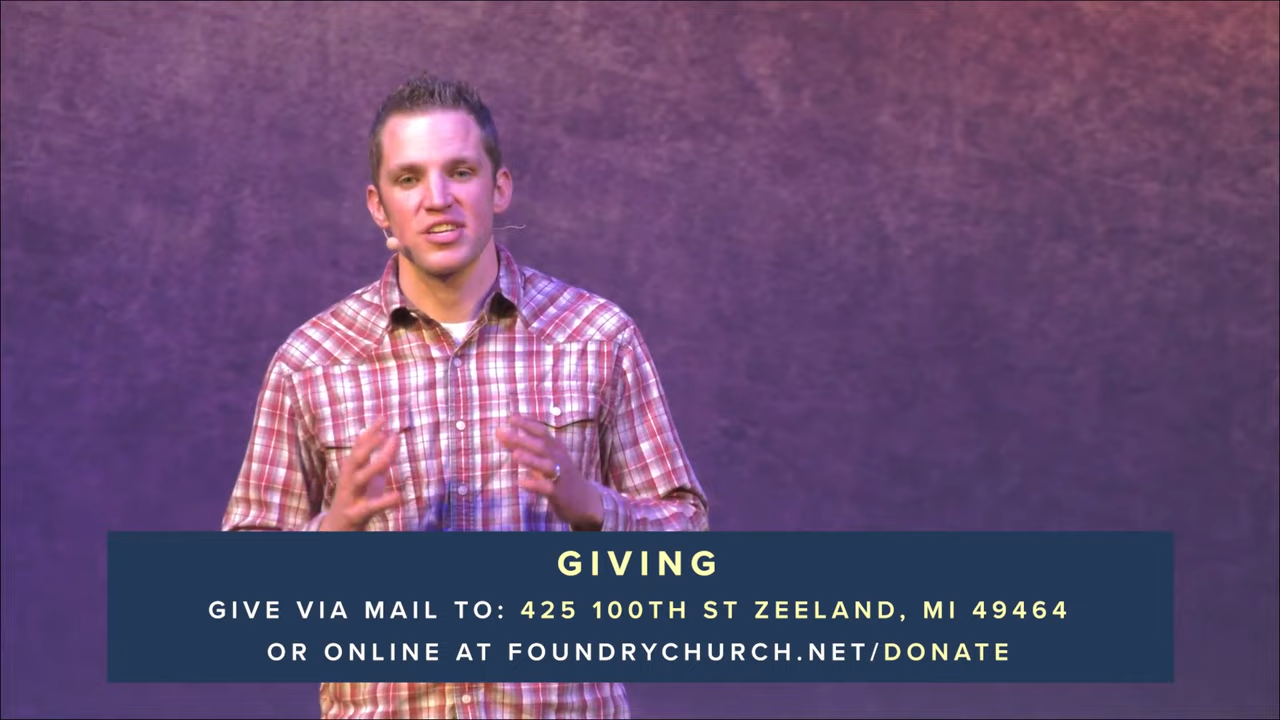 GIVING
GIVE VIA MAIL TO: 425 100TH ST ZEELAND, MI 49464
OR ONLINE AT FOUNDRYCHURCH.NET/DONATE